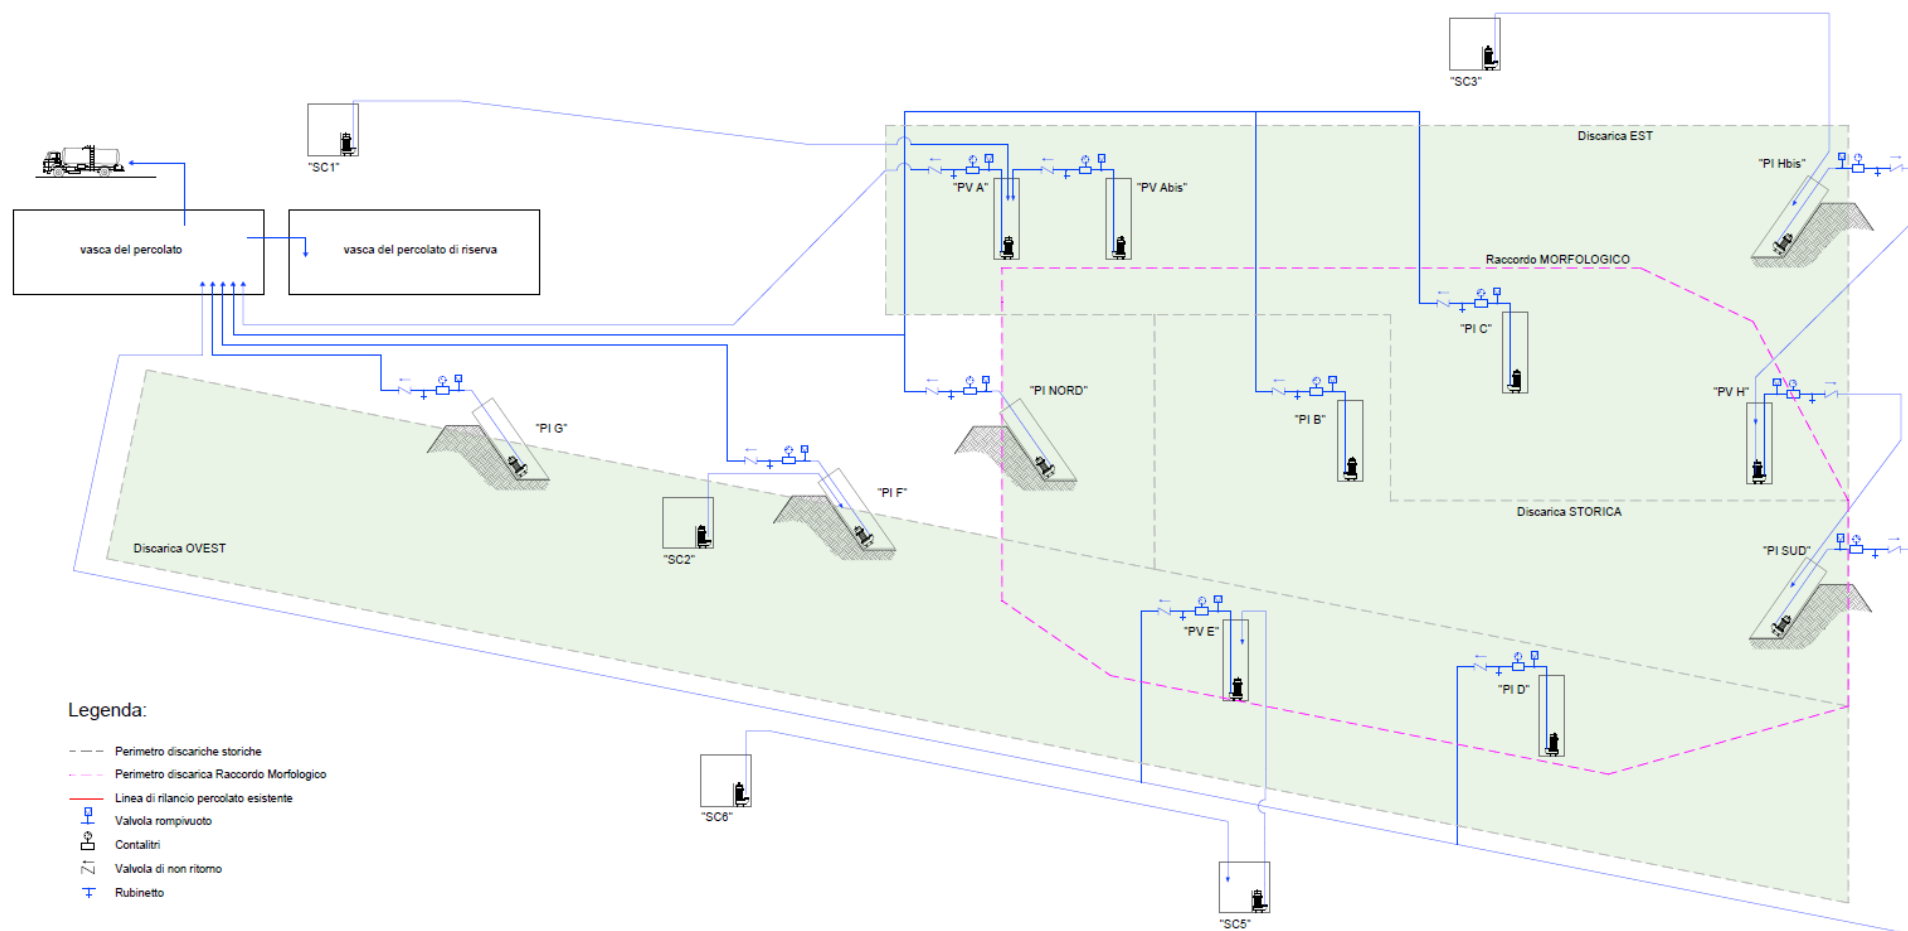 "SC3"
Discarica EST
"SC1"
"PI Hbis"
"PV A"
"PV Abis"
vasca del percolato
vasca del percolato di riserva
Raccordo MORFOLOGICO
"PI C"
"PI NORD"
"PV H"
"PI G"
"PI B"
"PI F"
Discarica STORICA
Discarica OVEST
"SC2"
"PI SUD"
"PV E"
"PI D"
Legenda:
Perimetro discariche storiche
Perimetro discarica Raccordo Morfologico
Linea di rilancio percolato esistente
Valvola rompivuoto
"SC6"
Contalitri
Valvola di non ritorno
Rubinetto
"SC5"